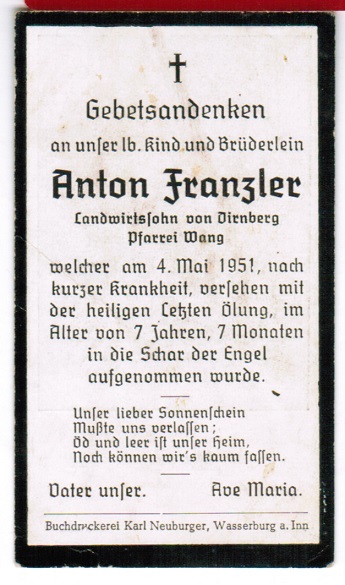 Gebetsandenken
an unser lb. Kind und Brüderlein
Anton Franzler
Landwirtssohn von Dirnberg
Pfarrei Wang
welcher am 4. Mai 1951, nach
kurzer Krankheit, versehen mit
der heiligen Letzten Ölung, im
Alter von 7 Jahren, 7 Monaten
in die Schar der Engel
aufgenommen wurde.
Unser lieber Sonnenschein
Mußte uns verlassen;
Öd und leer ist unser Heim,
Noch können wir's kaum fassen.
Vater unser. Ave Maria.
Buchdruckerei Karl Neuburger, Wasserburg a. Inn